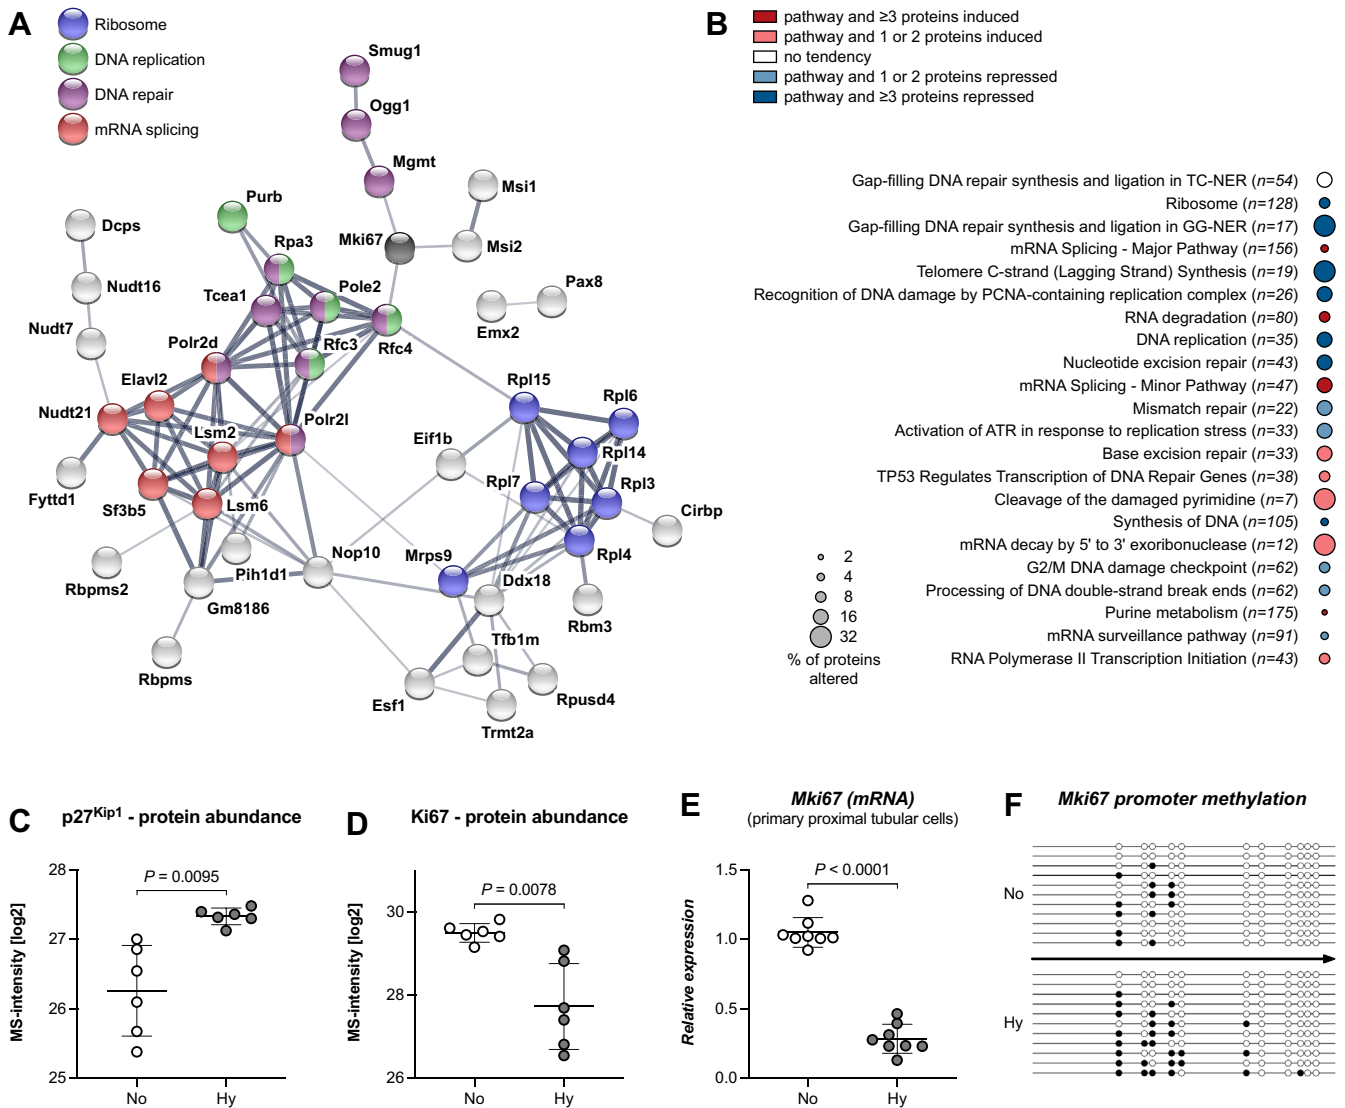 A
Ribosome
DNA replication
DNA repair
mRNA splicing
Smug1
Ogg1
Mgmt
Msi1
Purb
Dcps
Mki67
Msi2
Rpa3
Nudt16
Tcea1
Pole2
Pax8
Nudt7
Emx2
Polr2d
Rfc3
Rfc4
Elavl2
Rpl15
Rpl6
Nudt21
Lsm2
Polr2l
Eif1b
Rpl14
Rpl7
Rpl3
Fyttd1
Sf3b5
Lsm6
Cirbp
Nop10
Mrps9
Rpl4
Rbpms2
Pih1d1
Ddx18
Gm8186
Rbm3
Tfb1m
Rbpms
Esf1
Rpusd4
Trmt2a
B
pathway and ≥3 proteins induced
pathway and 1 or 2 proteins induced
no tendency
pathway and 1 or 2 proteins repressed
pathway and ≥3 proteins repressed
Gap-filling DNA repair synthesis and ligation in TC-NER (n=54)
Ribosome (n=128)
Gap-filling DNA repair synthesis and ligation in GG-NER (n=17)
mRNA Splicing - Major Pathway (n=156)
Telomere C-strand (Lagging Strand) Synthesis (n=19)
Recognition of DNA damage by PCNA-containing replication complex (n=26)
RNA degradation (n=80)
DNA replication (n=35)
Nucleotide excision repair (n=43)
mRNA Splicing - Minor Pathway (n=47)
Mismatch repair (n=22)
Activation of ATR in response to replication stress (n=33)
Base excision repair (n=33)
TP53 Regulates Transcription of DNA Repair Genes (n=38)
Cleavage of the damaged pyrimidine (n=7)
Synthesis of DNA (n=105)
mRNA decay by 5' to 3' exoribonuclease (n=12)
G2/M DNA damage checkpoint (n=62)
Processing of DNA double-strand break ends (n=62)
Purine metabolism (n=175)
mRNA surveillance pathway (n=91)
RNA Polymerase II Transcription Initiation (n=43)
2
4
8
16
32
% of proteins
altered
C
p27Kip1 - protein abundance
P = 0.0095
MS-intensity [log2]
28
27
26
25
No
Hy
D
Ki67 - protein abundance
P = 0.0078
MS-intensity [log2]
30
28
26
No
Hy
E
Mki67 (mRNA)
(primary proximal tubular cells)
P < 0.0001
Relative expression
1.5
1.0
0.5
0.0
No
Hy
F
Mki67 promoter methylation
No
Hy